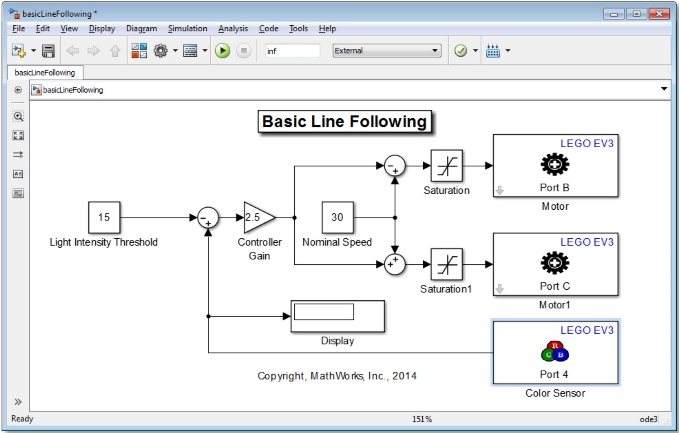 basicLineFollowing *
File Edit View Display Diagram Simulation Analysis Code Tools Help
inf
External
basicLineFollowing
basicLineFollowing
Basic Line Following
LEGO EV3
Port B
Motor
Saturation
15
Light Intensity Threshold
2.5
Controller
Gain
30
Nominal Speed
LEGO EV3
Port C
Motor1
Saturation1
Display
LEGO EV3
R
G B
Port 4
Color Sensor
Copyright, MathWorks, Inc., 2014
Ready 151% ode3